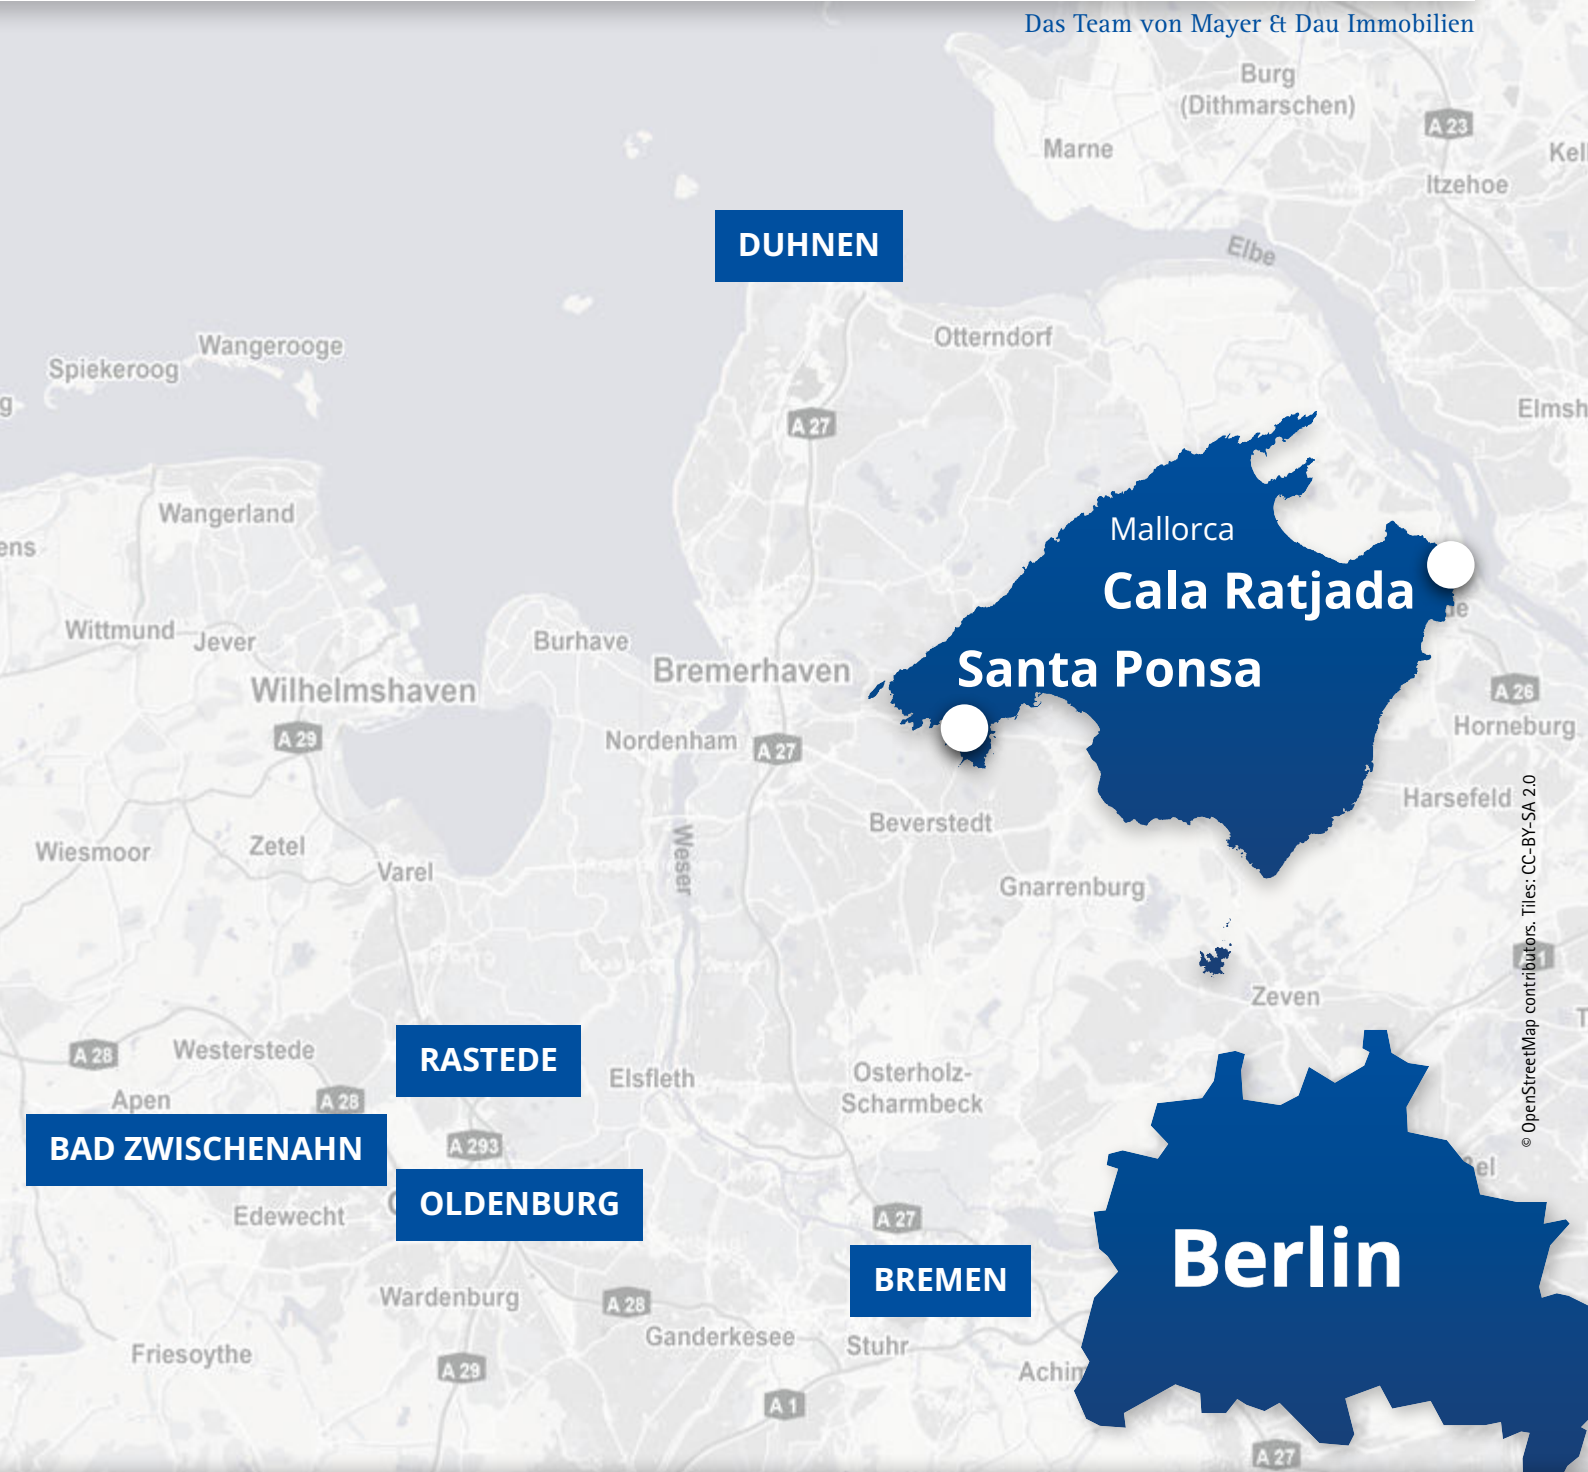 Das Team von Mayer & Dau Immobilien
Burg
(Dithmarschen)
A 23
Marne
Itzehoe
DUHNEN
Elbe
Otterndorf
Wangerooge
Spiekeroog
A 27
Wangerland
Mallorca
Cala Ratjada
Santa Ponsa
Wittmund
Jever
Burhave
Bremerhaven
Wilhelmshaven
A 26
Horneburg
A 29
Nordenham
A 27
Harsefeld
Beverstedt
Zetel
Wiesmoor
Varel
Weser
Gnarrenburg
© OpenStreetMap contributors. Tiles: CC-BY-SA 2.0
Zeven
RASTEDE
A 28
Westerstede
Elsfleth
Osterholz-
Scharmbeck
Apen
A 28
BAD ZWISCHENAHN
A 293
OLDENBURG
Edewecht
A 27
Berlin
BREMEN
Wardenburg
A 28
Ganderkesee
Stuhr
Friesoythe
A 29
Achim
A 1
A 27